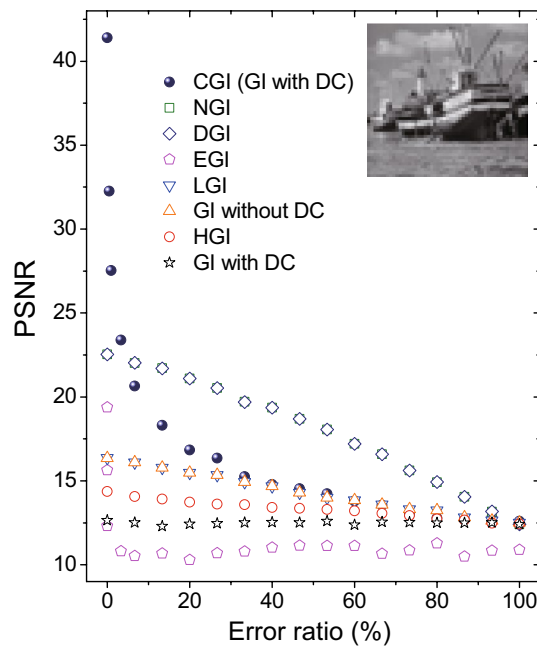 40
35
30
25
20
15
10
PSNR
CGI (GI with DC)
NGI
DGI
EGI
LGI
GI without DC
HGI
GI with DC
0 20 40 60 80 100
Error ratio (%)